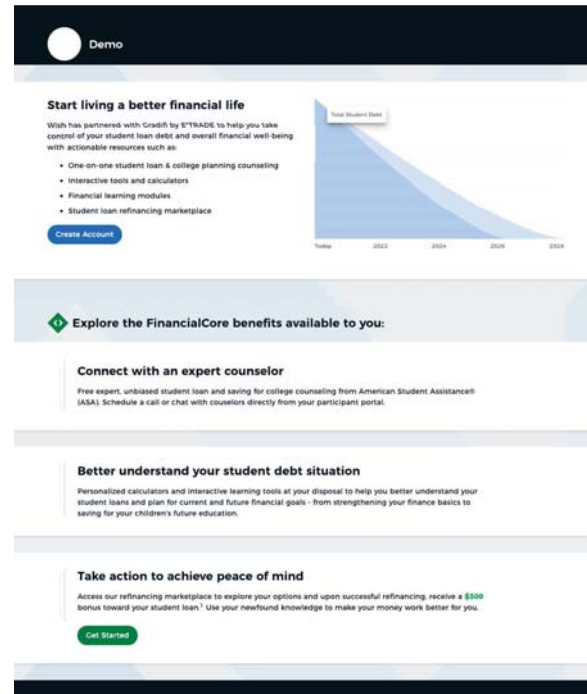 Demo
Start living a better financial life
Wish has partnered with Gradifi by E*TRADE to help you take
control of your student loan debt and overall financial well-being
with actionable resources such as:
• One-on-one student loan & college planning counseling
• Interactive tools and calculators
• Financial learning modules
• Student loan refinancing marketplace
Create Account
Total Student Debt
Today 2022 2024 2026 2028
Explore the FinancialCore benefits available to you:
Connect with an expert counselor
Free expert, unbiased student loan and saving for college counseling from American Student Assistance®
(ASA). Schedule a call or chat with couselors directly from your participant portal.
Better understand your student debt situation
Personalized calculators and interactive learning tools at your disposal to help you better understand your
student loans and plan for current and future financial goals - from strengthening your finance basics to
saving for your children's future education.
Take action to achieve peace of mind
Access our refinancing marketplace to explore your options and upon successful refinancing, receive a $300
bonus toward your student loan.¹ Use your newfound knowledge to make your money work better for you.
Get Started